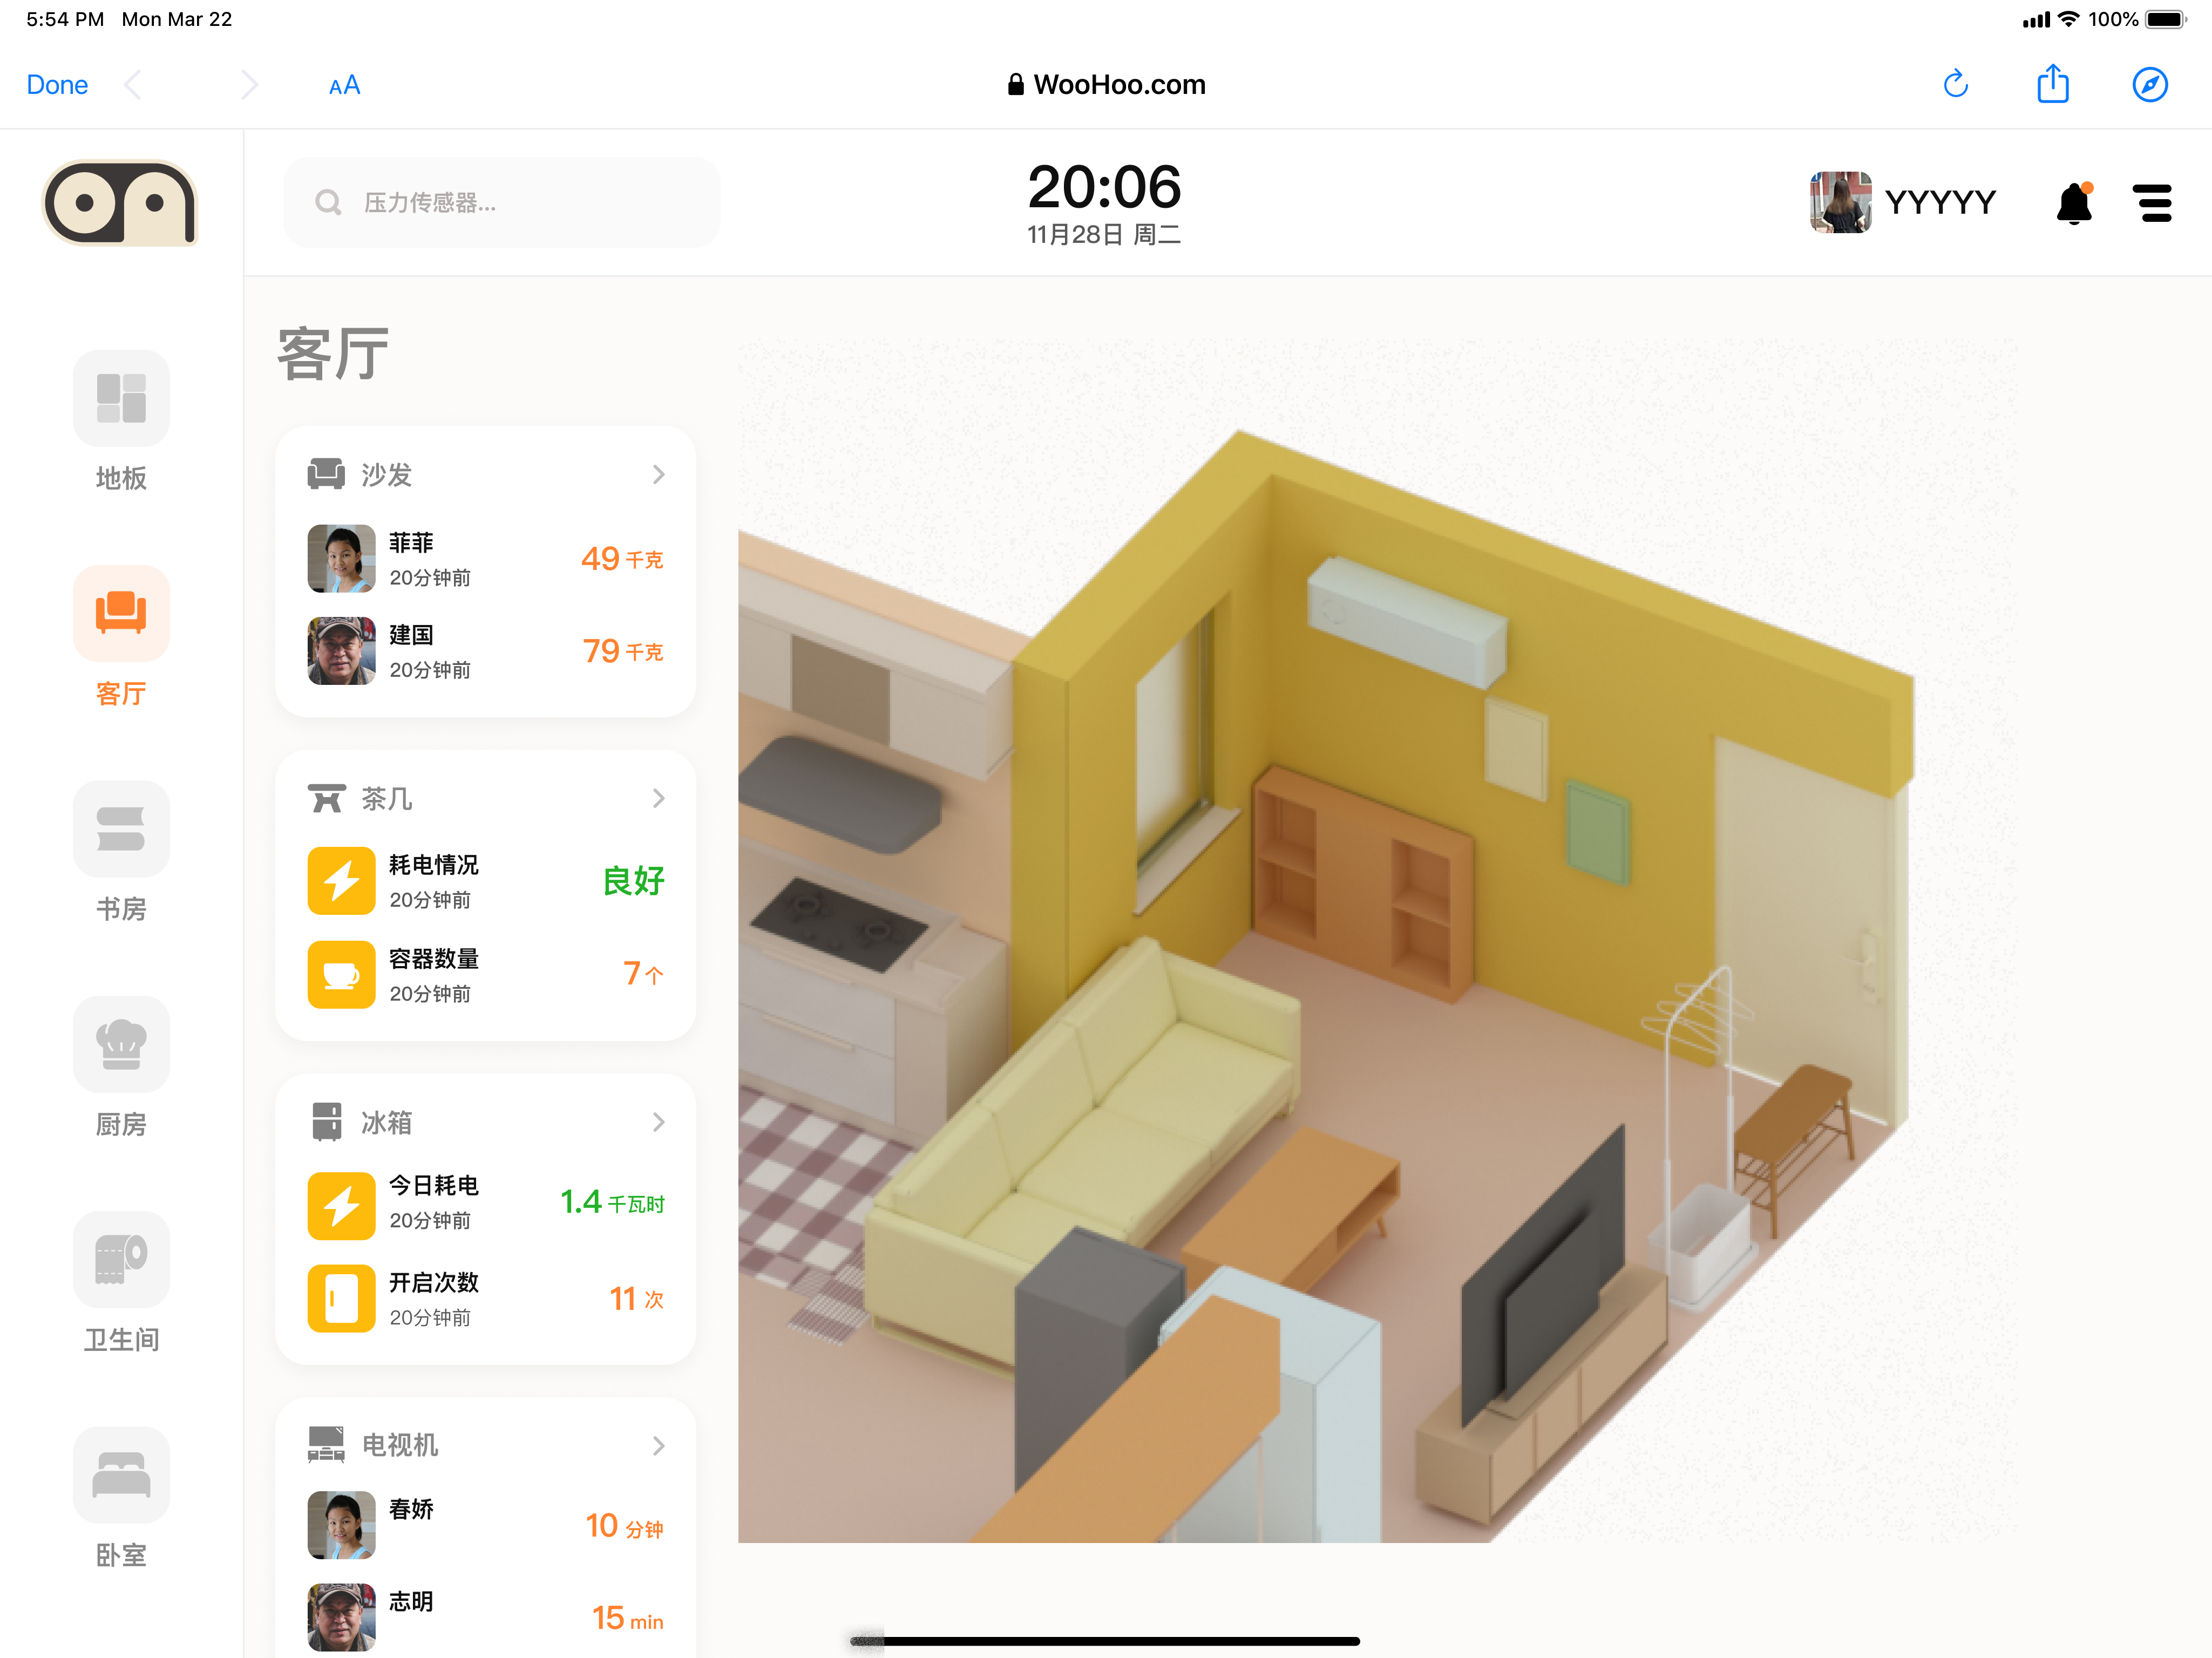 5:54 PM Mon Mar 22
100%
Done
AA
WooHoo.com
压力传感器...
20:06
11月28日 周二
YYYYY
地板
客厅
书房
厨房
卫生间
卧室
客厅
沙发
菲菲
20分钟前
49 千克
建国
20分钟前
79 千克
茶几
耗电情况
20分钟前
良好
容器数量
20分钟前
7 个
冰箱
今日耗电
20分钟前
1.4 千瓦时
开启次数
20分钟前
11 次
电视机
春娇
10 分钟
志明
15 min